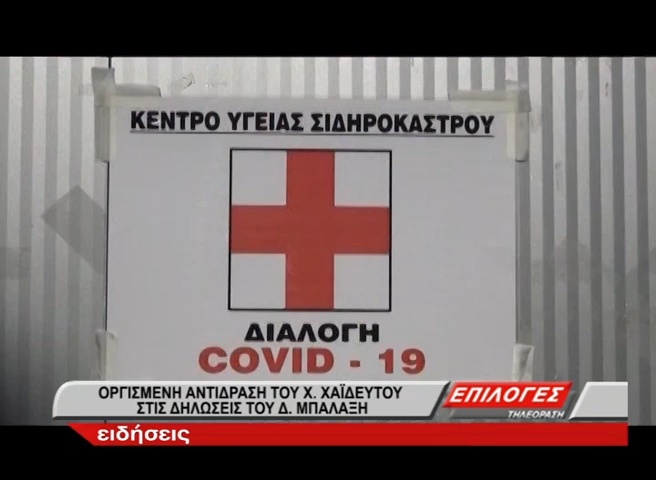 ΚΕΝΤΡΟ ΥΓΕΙΑΣ ΣΙΔΗΡΟΚΑΣΤΡΟΥ
ΔΙΑΛΟΓΗ
COVID - 19
ΟΡΓΙΣΜΕΝΗ ΑΝΤΙΔΡΑΣΗ ΤΟΥ Χ. ΧΑΪΔΕΥΤΟΥ
ΣΤΙΣ ΔΗΛΩΣΕΙΣ ΤΟΥ Δ. ΜΠΑΛΑΞΗ
ΕΠΙΛΟΓΕΣ
ΤΗΛΕΟΡΑΣΗ
ειδήσεις